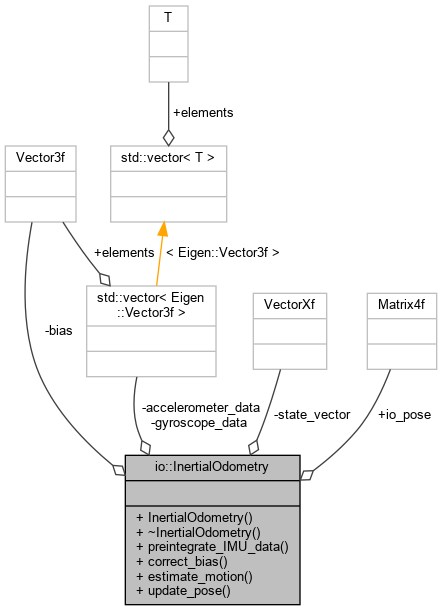 T
+elements
Vector3f
std::vector< T >
+elements
< Eigen::Vector3f >
std::vector< Eigen
::Vector3f >
VectorXf
Matrix4f
-bias
-accelerometer_data
-gyroscope_data
-state_vector
+io_pose
io::InertialOdometry
+ InertialOdometry()
+ ~InertialOdometry()
+ preintegrate_IMU_data()
+ correct_bias()
+ estimate_motion()
+ update_pose()